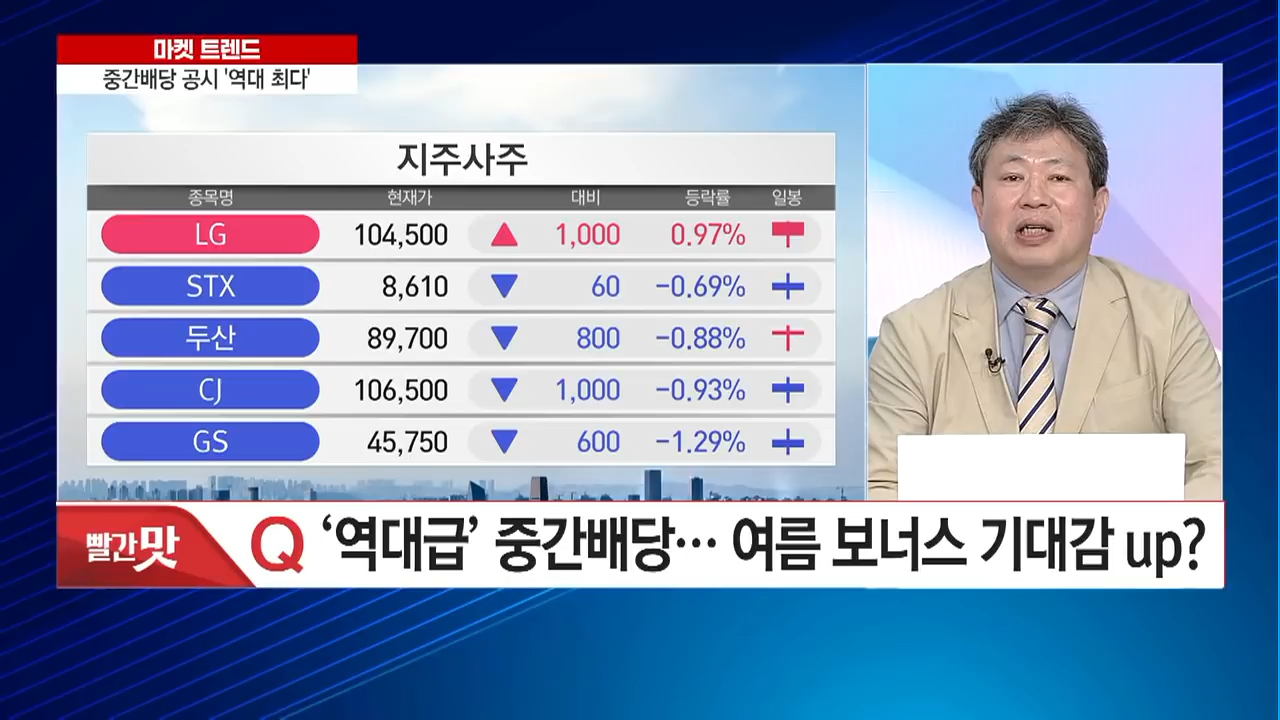 마켓 트렌드
중간배당 공시 '역대 최다'
지주사주
종목명 현재가 대비 등락률 일봉
LG 104,500 ▲ 1,000 0.97%
STX 8,610 ▼ 60 -0.69%
두산 89,700 ▼ 800 -0.88%
CJ 106,500 ▼ 1,000 -0.93%
GS 45,750 ▼ 600 -1.29%
빨간맛 Q '역대급' 중간배당… 여름 보너스 기대감 up?